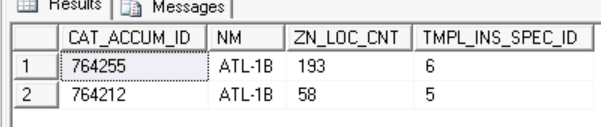 Results Messages
CAT_ACCUM_ID NM ZN_LOC_CNT TMPL_INS_SPEC_ID
1 764255 ATL-1B 193 6
2 764212 ATL-1B 58 5